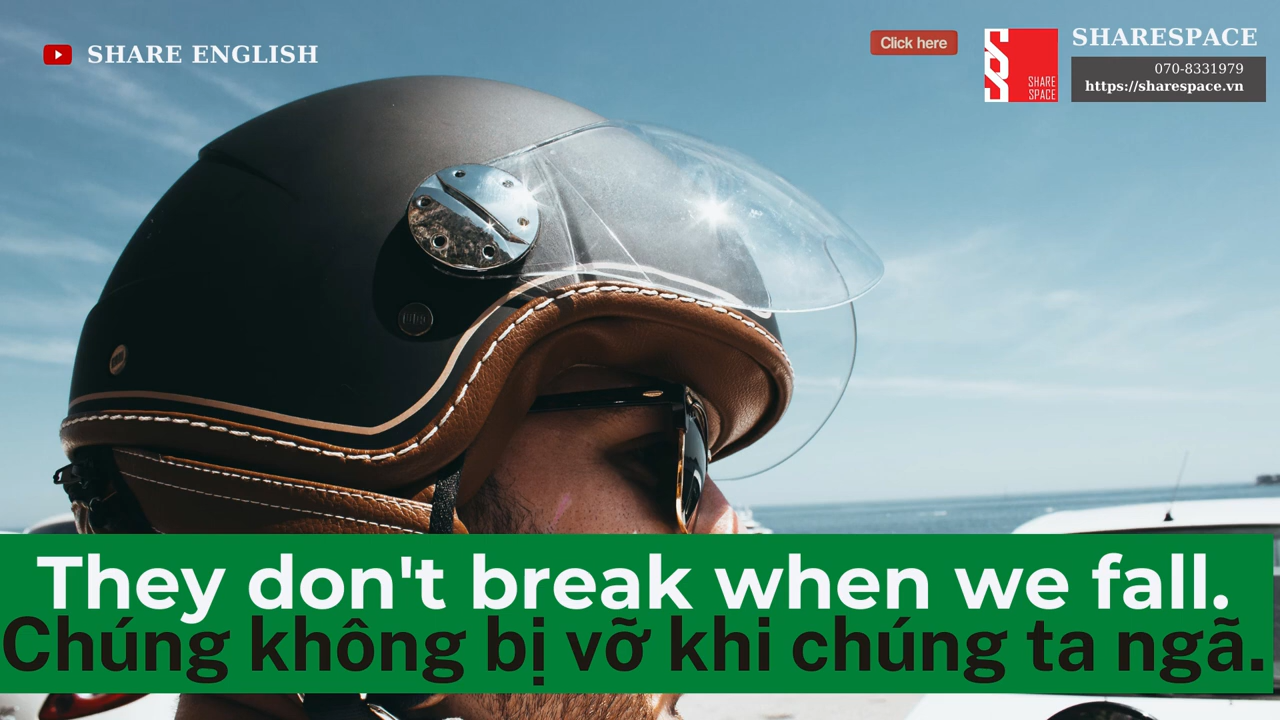 SHARE ENGLISH
Click here
SHARE
SPACE
SHARESPACE
070-8331979
https://sharespace.vn
They don't break when we fall.
Chúng không bị vỡ khi chúng ta ngã.